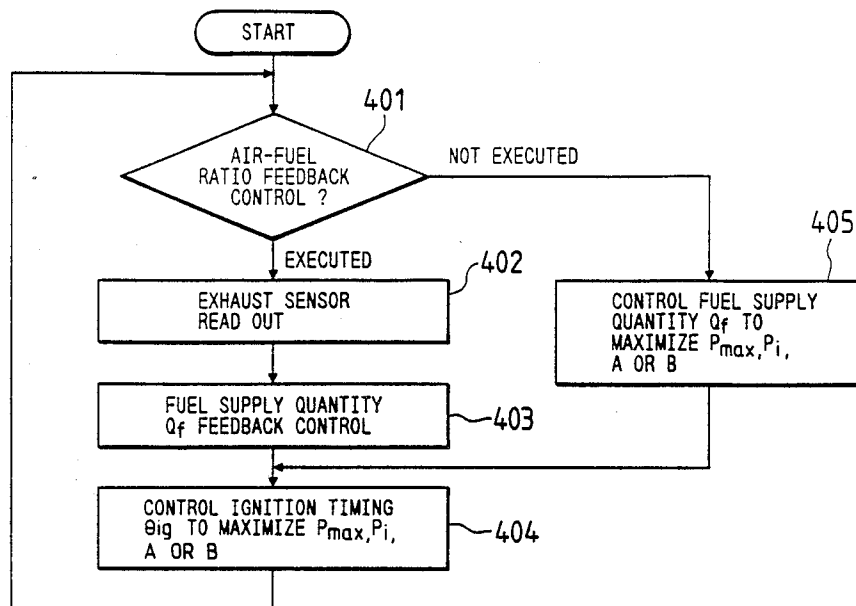 START
401
AIR-FUEL
RATIO FEEDBACK
CONTROL ?
NOT EXECUTED
EXECUTED
402
EXHAUST SENSOR
READ OUT
405
CONTROL FUEL SUPPLY
QUANTITY Qf TO
MAXIMIZE Pmax, Pi,
A OR B
FUEL SUPPLY QUANTITY
Qf FEEDBACK CONTROL
403
CONTROL IGNITION TIMING
θig TO MAXIMIZE Pmax, Pi,
A OR B
404